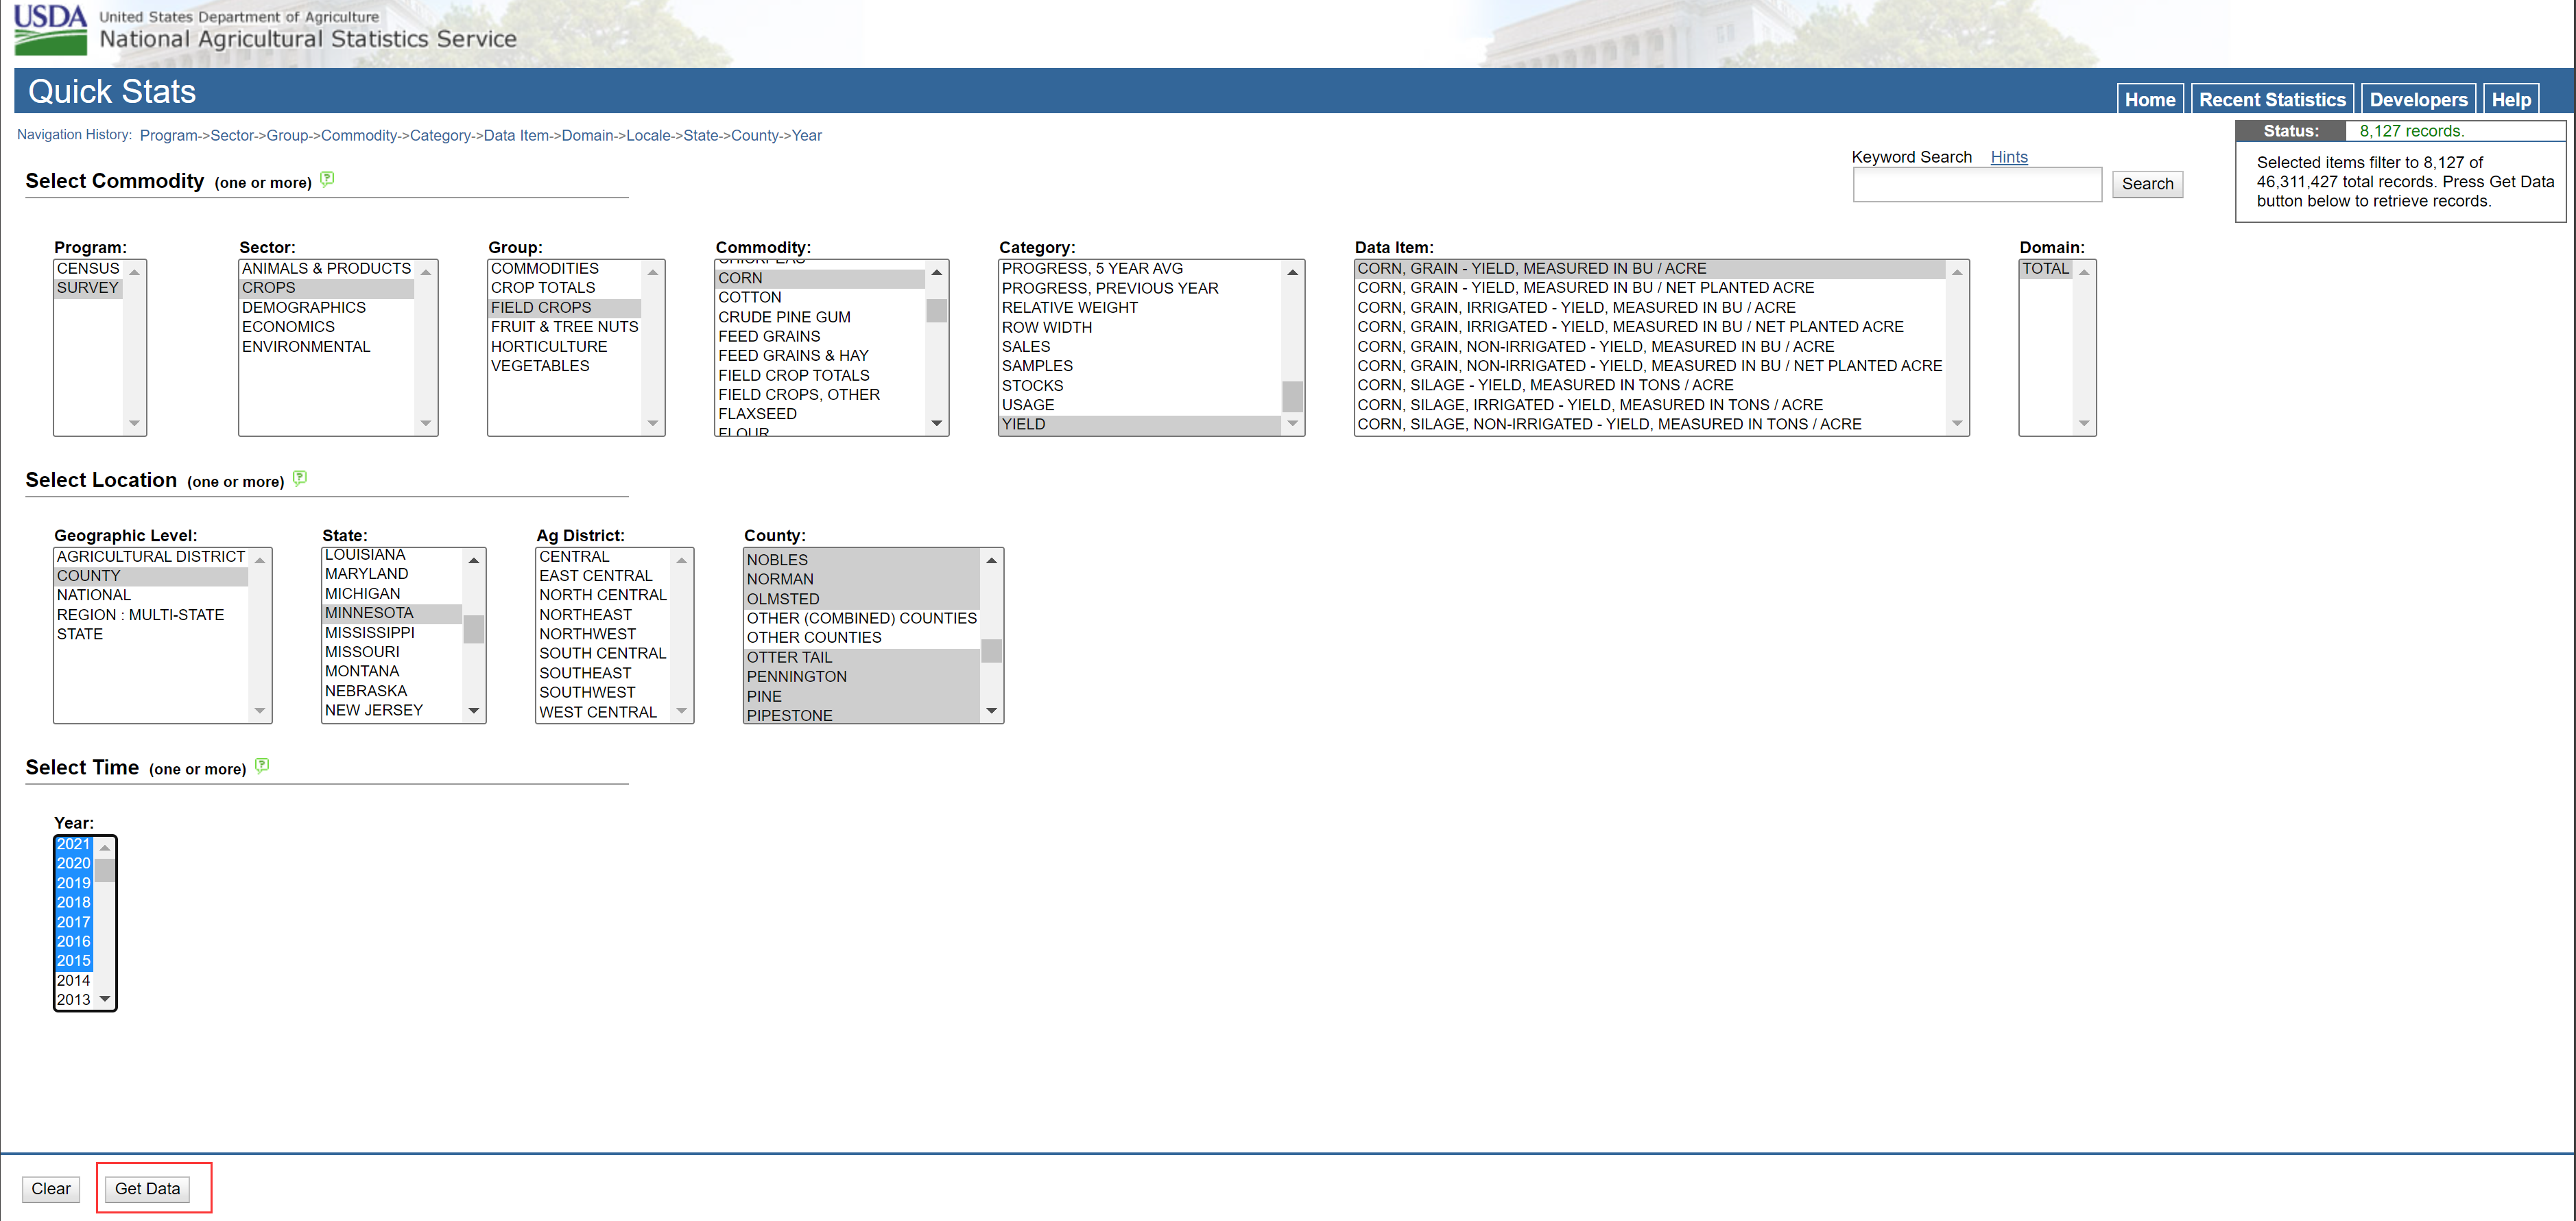 USDA
United States Department of Agriculture
National Agricultural Statistics Service
Quick Stats
Home
Recent Statistics
Developers
Help
Navigation History: Program->Sector->Group->Commodity->Category->Data Item->Domain->Locale->State->County->Year
Status: 8,127 records.
Selected items filter to 8,127 of
46,311,427 total records. Press Get Data
button below to retrieve records.
Keyword Search Hints
Search
Select Commodity (one or more) ?
Program:
CENSUS
SURVEY
Sector:
ANIMALS & PRODUCTS
CROPS
DEMOGRAPHICS
ECONOMICS
ENVIRONMENTAL
Group:
COMMODITIES
CROP TOTALS
FIELD CROPS
FRUIT & TREE NUTS
HORTICULTURE
VEGETABLES
Commodity:
CHICKPEAS
CORN
COTTON
CRUDE PINE GUM
FEED GRAINS
FEED GRAINS & HAY
FIELD CROP TOTALS
FIELD CROPS, OTHER
FLAXSEED
FLOUR
Category:
PROGRESS, 5 YEAR AVG
PROGRESS, PREVIOUS YEAR
RELATIVE WEIGHT
ROW WIDTH
SALES
SAMPLES
STOCKS
USAGE
YIELD
Data Item:
CORN, GRAIN - YIELD, MEASURED IN BU / ACRE
CORN, GRAIN - YIELD, MEASURED IN BU / NET PLANTED ACRE
CORN, GRAIN, IRRIGATED - YIELD, MEASURED IN BU / ACRE
CORN, GRAIN, IRRIGATED - YIELD, MEASURED IN BU / NET PLANTED ACRE
CORN, GRAIN, NON-IRRIGATED - YIELD, MEASURED IN BU / ACRE
CORN, GRAIN, NON-IRRIGATED - YIELD, MEASURED IN BU / NET PLANTED ACRE
CORN, SILAGE - YIELD, MEASURED IN TONS / ACRE
CORN, SILAGE, IRRIGATED - YIELD, MEASURED IN TONS / ACRE
CORN, SILAGE, NON-IRRIGATED - YIELD, MEASURED IN TONS / ACRE
Domain:
TOTAL
Select Location (one or more) ?
Geographic Level:
AGRICULTURAL DISTRICT
COUNTY
NATIONAL
REGION : MULTI-STATE
STATE
State:
LOUISIANA
MARYLAND
MICHIGAN
MINNESOTA
MISSISSIPPI
MISSOURI
MONTANA
NEBRASKA
NEW JERSEY
Ag District:
CENTRAL
EAST CENTRAL
NORTH CENTRAL
NORTHEAST
NORTHWEST
SOUTH CENTRAL
SOUTHEAST
SOUTHWEST
WEST CENTRAL
County:
NOBLES
NORMAN
OLMSTED
OTHER (COMBINED) COUNTIES
OTHER COUNTIES
OTTER TAIL
PENNINGTON
PINE
PIPESTONE
Select Time (one or more) ?
Year:
2021
2020
2019
2018
2017
2016
2015
2014
2013
Clear
Get Data